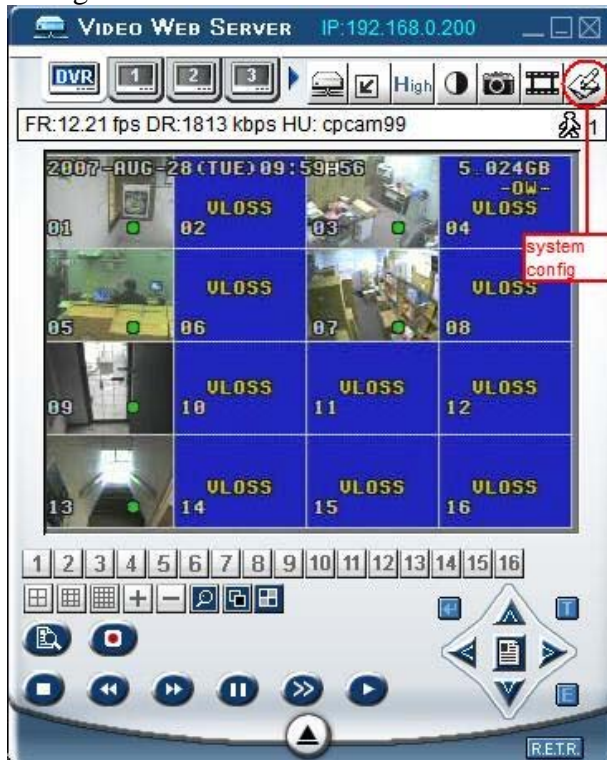 VIDEO WEB SERVER IP:192.168.0.200
DVR 1 2 3 High
FR:12.21 fps DR:1813 kbps HU: cpcam99 1
2007-AUG-28(TUE)09:59:56 5.024GB
-OW-
VLOSS VLOSS
01 02 03 04
system
config
VLOSS VLOSS
05 06 07 08
VLOSS VLOSS VLOSS
09 10 11 12
VLOSS VLOSS VLOSS
13 14 15 16
1 2 3 4 5 6 7 8 9 10 11 12 13 14 15 16
T
E
R.E.T.R.